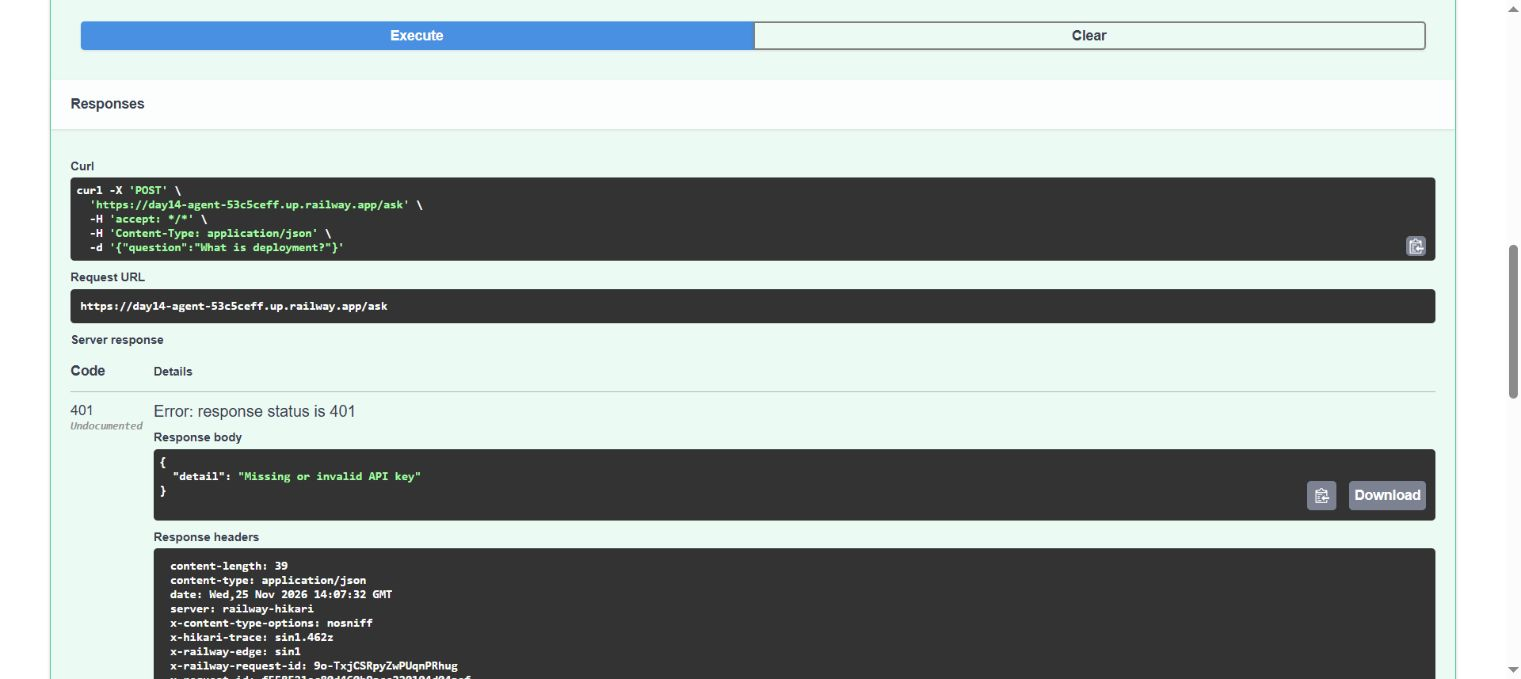 Execute
Clear
Responses
Curl
curl -X 'POST' \
'https://day14-agent-53c5ceff.up.railway.app/ask' \
-H 'accept: */*' \
-H 'Content-Type: application/json' \
-d '{"question":"What is deployment?"}'
Request URL
https://day14-agent-53c5ceff.up.railway.app/ask
Server response
Code Details
401 Error: response status is 401
Undocumented
Response body
{
"detail": "Missing or invalid API key"
}
Download
Response headers
content-length: 39
content-type: application/json
date: Wed,25 Nov 2026 14:07:32 GMT
server: railway-hikari
x-content-type-options: nosniff
x-hikari-trace: sin1.462z
x-railway-edge: sin1
x-railway-request-id: 9o-TxjCSRpyZwPUqnPRhug